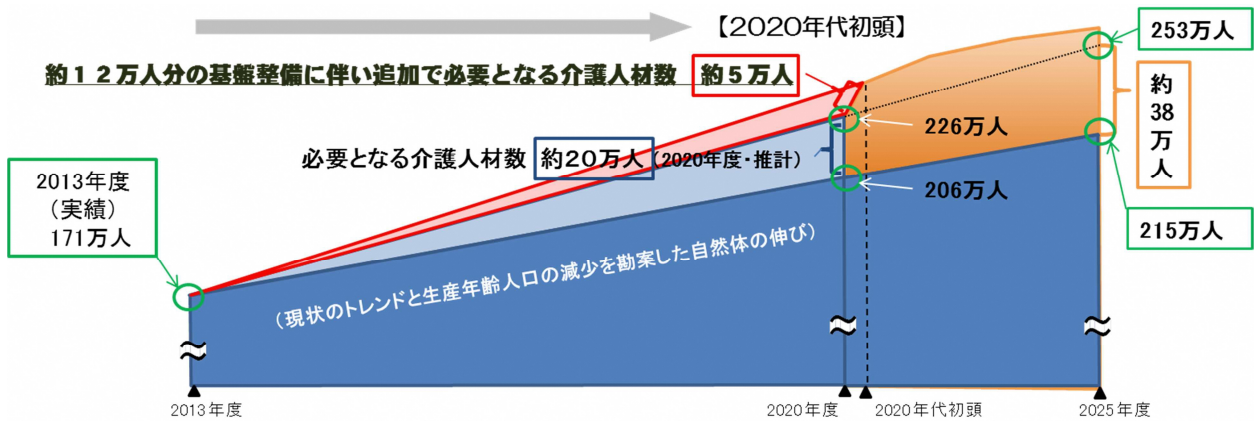 【2020年代初頭】
253万人
約１２万人分の基盤整備に伴い追加で必要となる介護人材数 約５万人
約
38
万
人
226万人
必要となる介護人材数 約20万人（2020年度・推計）
2013年度
（実績）
171万人
206万人
215万人
（現状のトレンドと生産年齢人口の減少を勘案した自然体の伸び）
2013年度
2020年度
2020年代初頭
2025年度